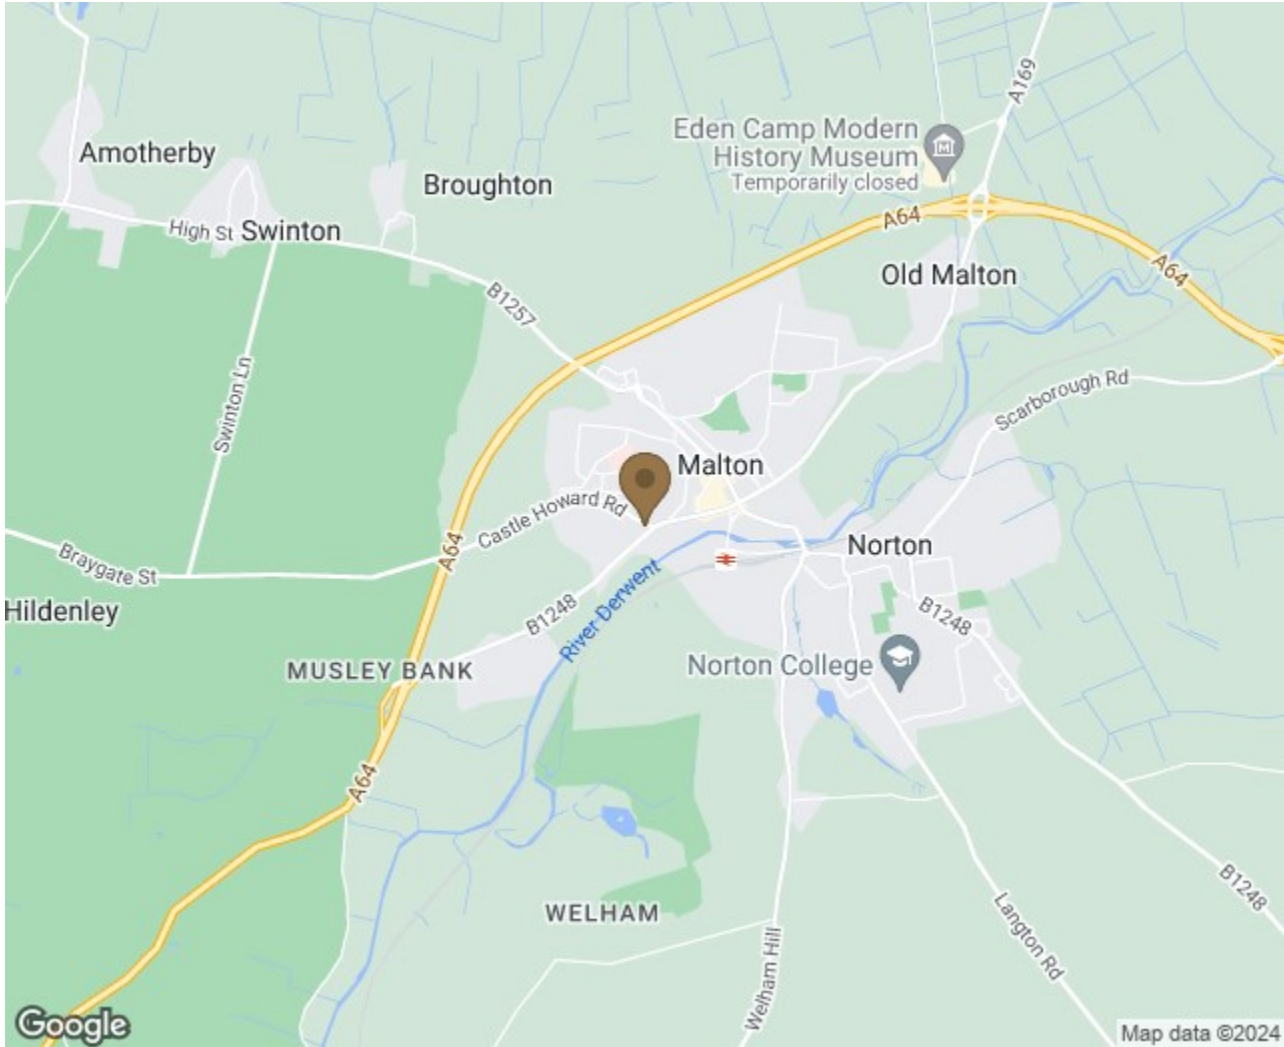 A169
Eden Camp Modern
History Museum
Temporarily closed
Amotherby
Broughton
High St
Swinton
A64
A64
Old Malton
B1257
Swinton Ln
Scarborough Rd
Malton
Castle Howard Rd
A64
Braygate St
Norton
Hildenley
B1248
River Derwent
B1248
MUSLEY BANK
Norton College
A64
B1248
WELHAM
Langton Rd
Welham Hill
Google
Map data ©2024